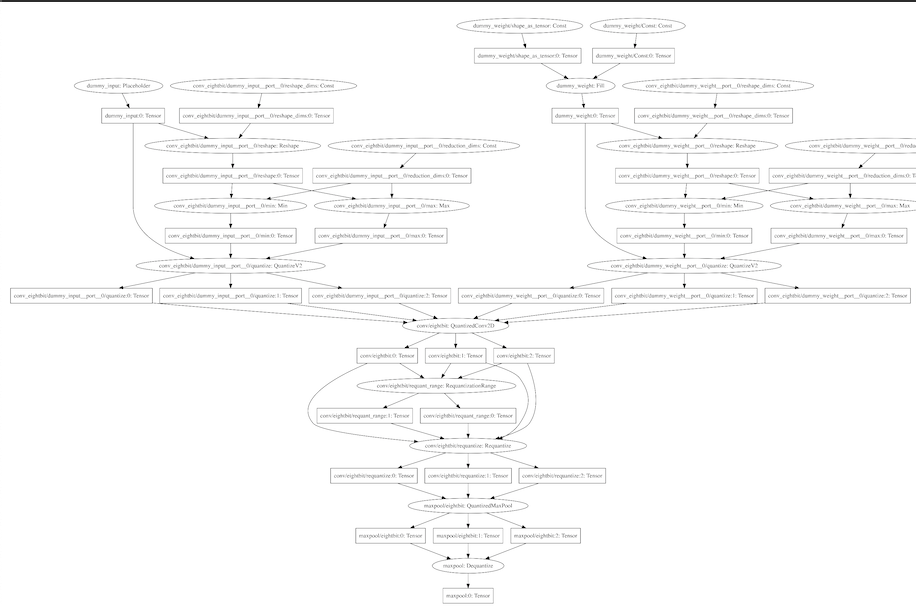 dummy_weight/shape_as_tensor: Const
dummy_weight/Const: Const
dummy_weight/shape_as_tensor:0: Tensor
dummy_weight/Const:0: Tensor
dummy_input: Placeholder
conv_eightbit/dummy_input__port__0/reshape_dims: Const
dummy_weight: Fill
conv_eightbit/dummy_weight__port__0/reshape_dims: Const
dummy_input:0: Tensor
conv_eightbit/dummy_input__port__0/reshape_dims:0: Tensor
dummy_weight:0: Tensor
conv_eightbit/dummy_weight__port__0/reshape_dims:0: Tensor
conv_eightbit/dummy_input__port__0/reshape: Reshape
conv_eightbit/dummy_input__port__0/reduction_dims: Const
conv_eightbit/dummy_weight__port__0/reshape: Reshape
conv_eightbit/dummy_weight__port__0/redu
conv_eightbit/dummy_input__port__0/reshape:0: Tensor
conv_eightbit/dummy_input__port__0/reduction_dims:0: Tensor
conv_eightbit/dummy_weight__port__0/reshape:0: Tensor
conv_eightbit/dummy_weight__port__0/reduction_dims:0: T
conv_eightbit/dummy_input__port__0/min: Min
conv_eightbit/dummy_input__port__0/max: Max
conv_eightbit/dummy_weight__port__0/min: Min
conv_eightbit/dummy_weight__port__0/max: Max
conv_eightbit/dummy_input__port__0/min:0: Tensor
conv_eightbit/dummy_input__port__0/max:0: Tensor
conv_eightbit/dummy_weight__port__0/min:0: Tensor
conv_eightbit/dummy_weight__port__0/max:0: Tensor
conv_eightbit/dummy_input__port__0/quantize: QuantizeV2
conv_eightbit/dummy_weight__port__0/quantize: QuantizeV2
conv_eightbit/dummy_input__port__0/quantize:0: Tensor
conv_eightbit/dummy_input__port__0/quantize:1: Tensor
conv_eightbit/dummy_input__port__0/quantize:2: Tensor
conv_eightbit/dummy_weight__port__0/quantize:0: Tensor
conv_eightbit/dummy_weight__port__0/quantize:1: Tensor
conv_eightbit/dummy_weight__port__0/quantize:2: Tensor
conv/eightbit: QuantizedConv2D
conv/eightbit:0: Tensor
conv/eightbit:1: Tensor
conv/eightbit:2: Tensor
conv/eightbit/requant_range: RequantizationRange
conv/eightbit/requant_range:1: Tensor
conv/eightbit/requant_range:0: Tensor
conv/eightbit/requantize: Requantize
conv/eightbit/requantize:0: Tensor
conv/eightbit/requantize:1: Tensor
conv/eightbit/requantize:2: Tensor
maxpool/eightbit: QuantizedMaxPool
maxpool/eightbit:0: Tensor
maxpool/eightbit:1: Tensor
maxpool/eightbit:2: Tensor
maxpool: Dequantize
maxpool:0: Tensor